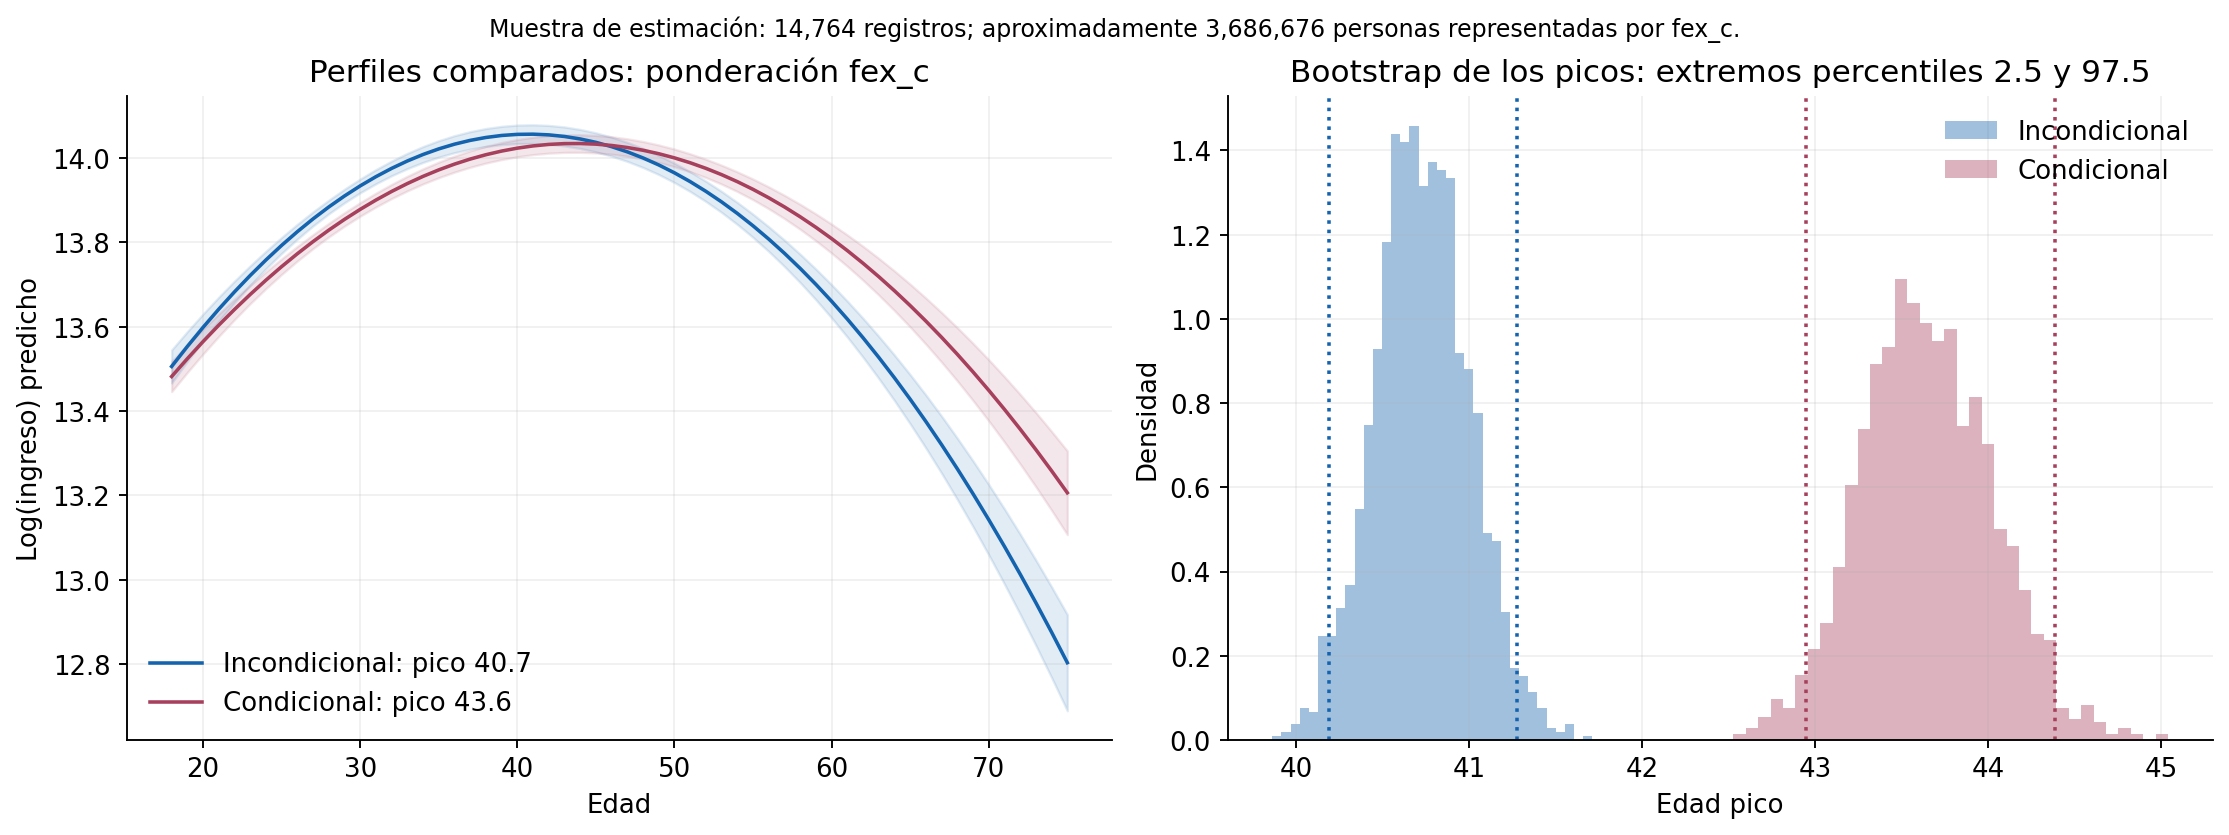 Muestra de estimación: 14,764 registros; aproximadamente 3,686,676 personas representadas por fex_c.
Perfiles comparados: ponderación fex_c
Log(ingreso) predicho
14.0
13.8
13.6
13.4
13.2
13.0
12.8
Incondicional: pico 40.7
Condicional: pico 43.6
20 30 40 50 60 70
Edad
Bootstrap de los picos: extremos percentiles 2.5 y 97.5
Densidad
1.4
1.2
1.0
0.8
0.6
0.4
0.2
0.0
Incondicional
Condicional
40 41 42 43 44 45
Edad pico